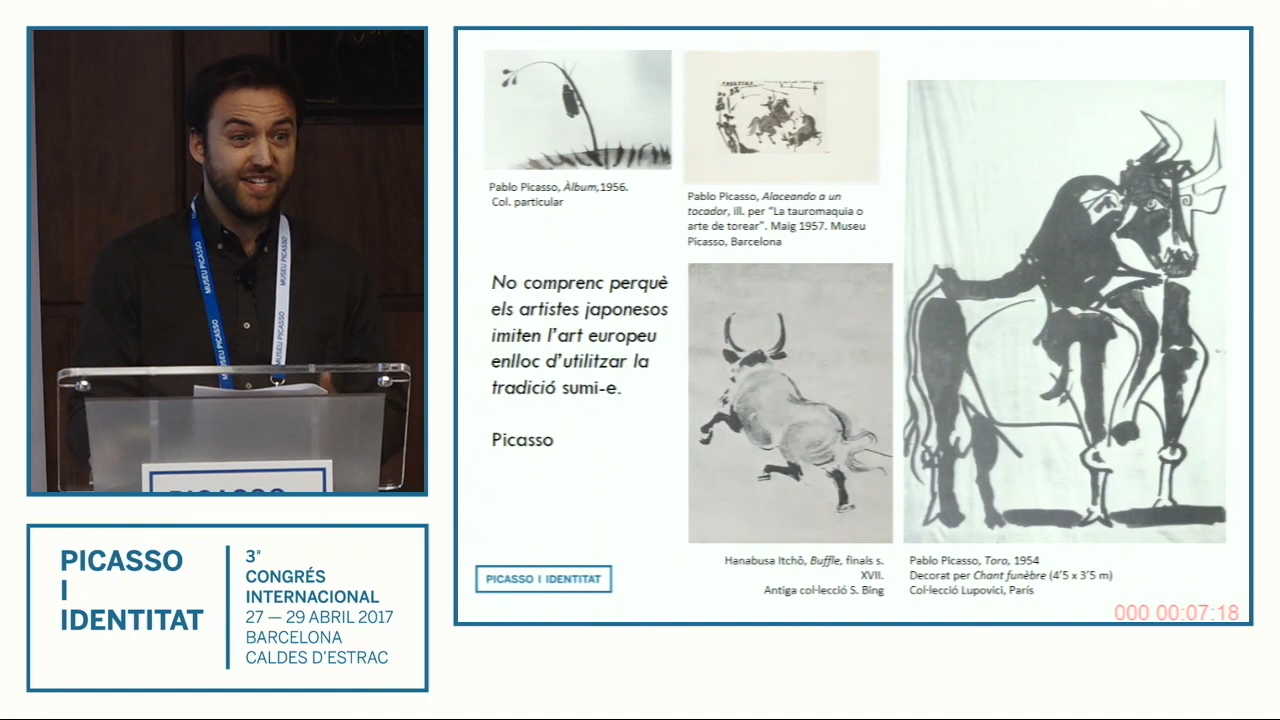 MUSEU PICASSO
MUSEU PICASSO
PICASSO
PICASSO
I
IDENTITAT
3r
CONGRÉS
INTERNACIONAL
27 — 29 ABRIL 2017
BARCELONA
CALDES D'ESTRAC
Pablo Picasso, Àlbum,1956.
Col. particular
Pablo Picasso, Alaceando a un
tocador, ill. per “La tauromaquia o
arte de torear”. Maig 1957. Museu
Picasso, Barcelona
No comprenc perquè
els artistes japonesos
imiten l’art europeu
enlloc d’utilitzar la
tradició sumi-e.
Picasso
Hanabusa Itchō, Buffle, finals s.
XVII.
Antiga col·lecció S. Bing
Pablo Picasso, Toro, 1954
Decorat per Chant funèbre (4’5 x 3’5 m)
Col·lecció Lupovici, París
PICASSO I IDENTITAT
000 00:07:18